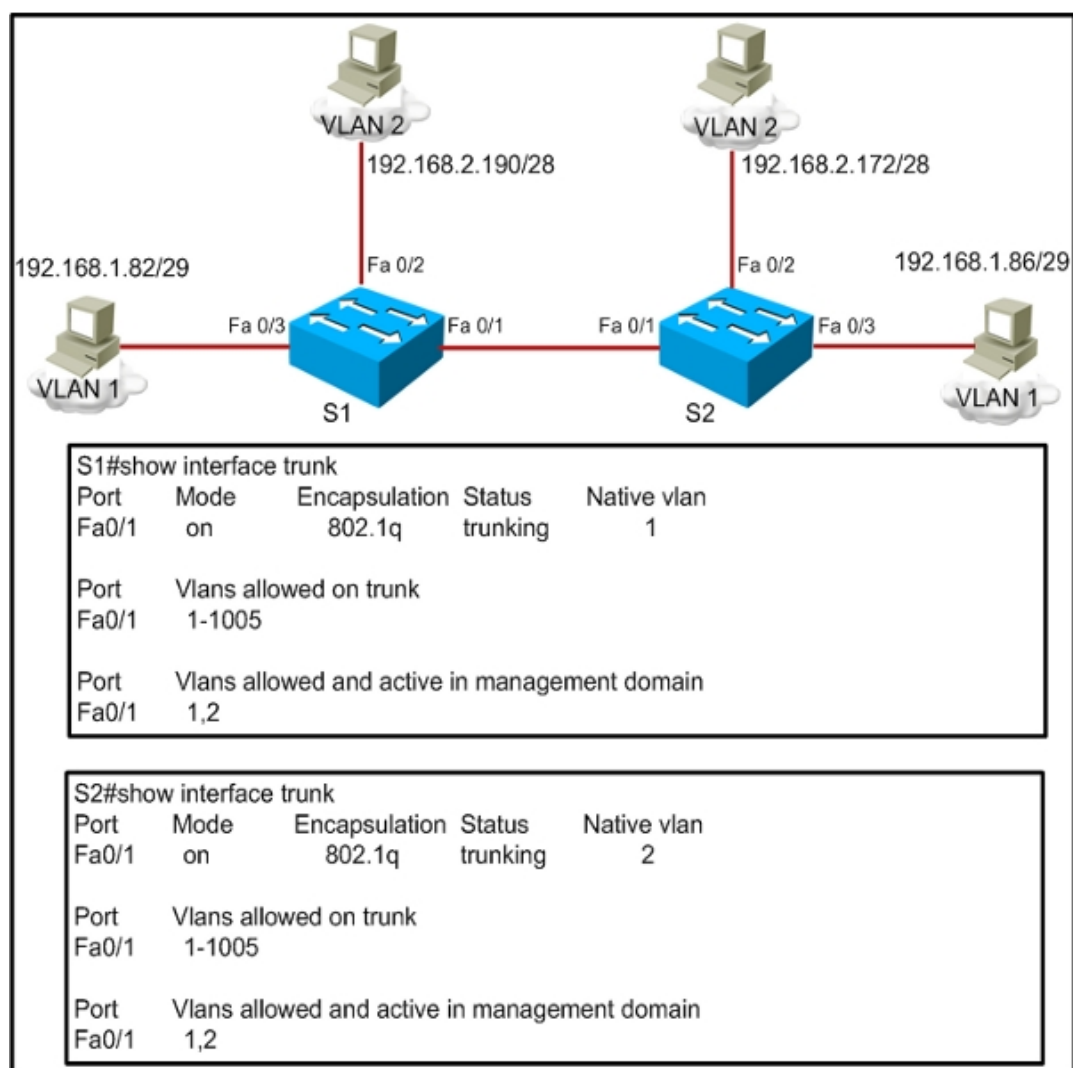 VLAN 2
VLAN 2
192.168.2.190/28
192.168.2.172/28
192.168.1.82/29
Fa 0/2
Fa 0/2
192.168.1.86/29
Fa 0/3
Fa 0/1
Fa 0/1
Fa 0/3
VLAN 1
S1
S2
VLAN 1
S1#show interface trunk
Port Mode Encapsulation Status Native vlan
Fa0/1 on 802.1q trunking 1
Port Vlans allowed on trunk
Fa0/1 1-1005
Port Vlans allowed and active in management domain
Fa0/1 1,2
S2#show interface trunk
Port Mode Encapsulation Status Native vlan
Fa0/1 on 802.1q trunking 2
Port Vlans allowed on trunk
Fa0/1 1-1005
Port Vlans allowed and active in management domain
Fa0/1 1,2